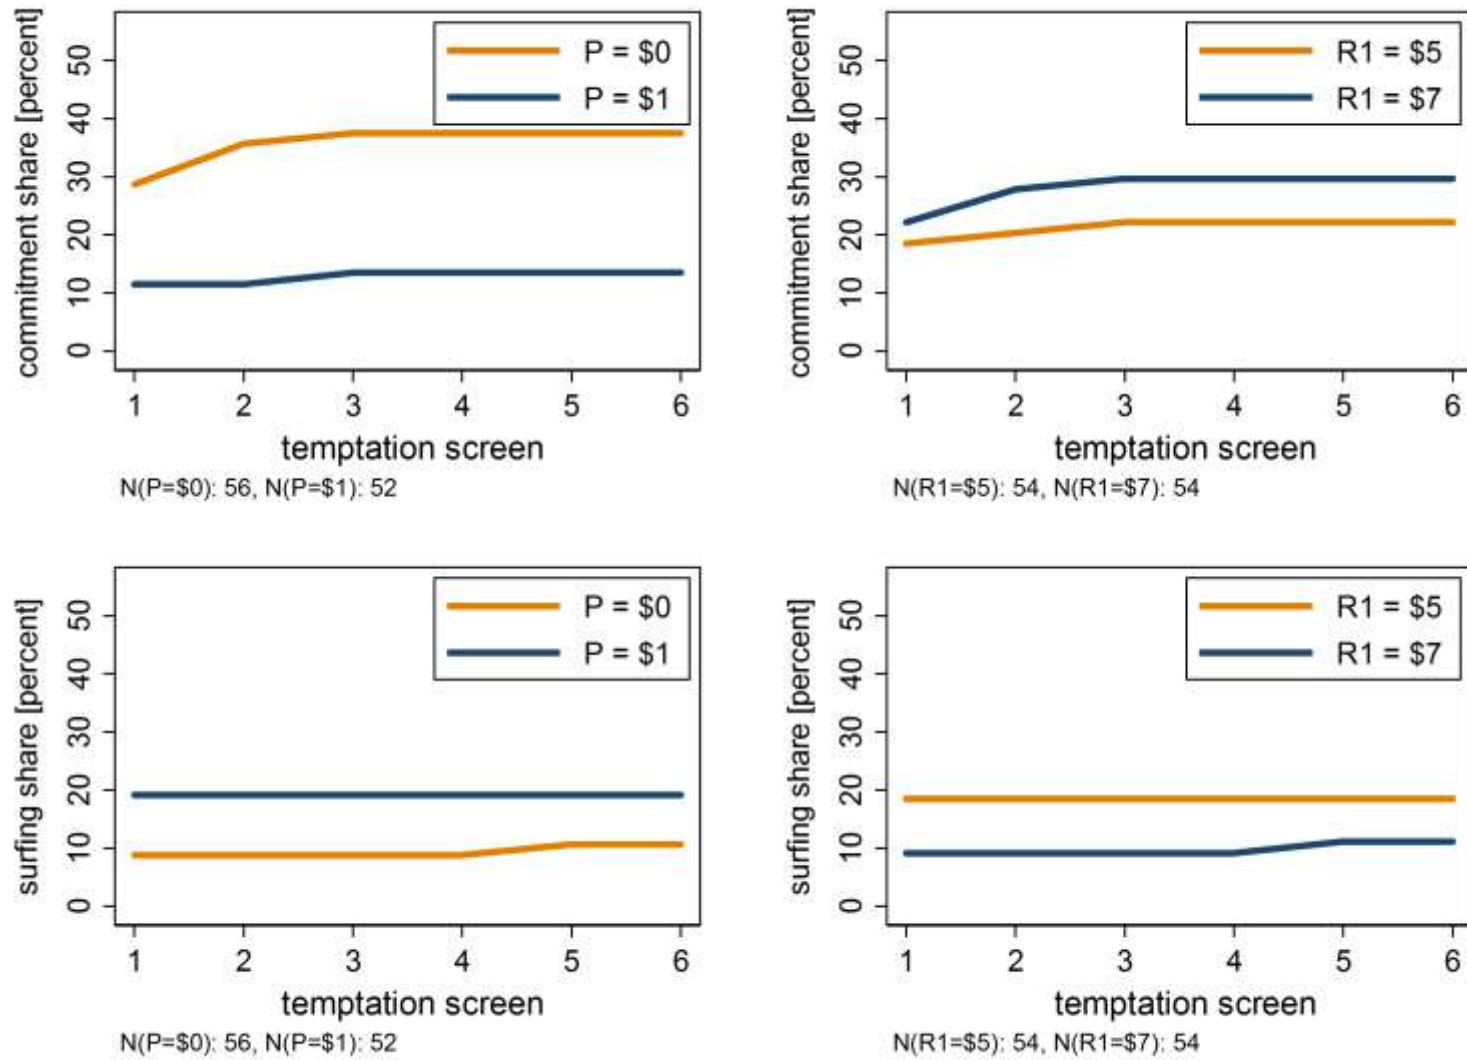 commitment share [percent]
50
40
30
20
10
0
P = $0
P = $1
1 2 3 4 5 6
temptation screen
N(P=$0): 56, N(P=$1): 52
commitment share [percent]
50
40
30
20
10
0
R1 = $5
R1 = $7
1 2 3 4 5 6
temptation screen
N(R1=$5): 54, N(R1=$7): 54
surfing share [percent]
50
40
30
20
10
0
P = $0
P = $1
1 2 3 4 5 6
temptation screen
N(P=$0): 56, N(P=$1): 52
surfing share [percent]
50
40
30
20
10
0
R1 = $5
R1 = $7
1 2 3 4 5 6
temptation screen
N(R1=$5): 54, N(R1=$7): 54